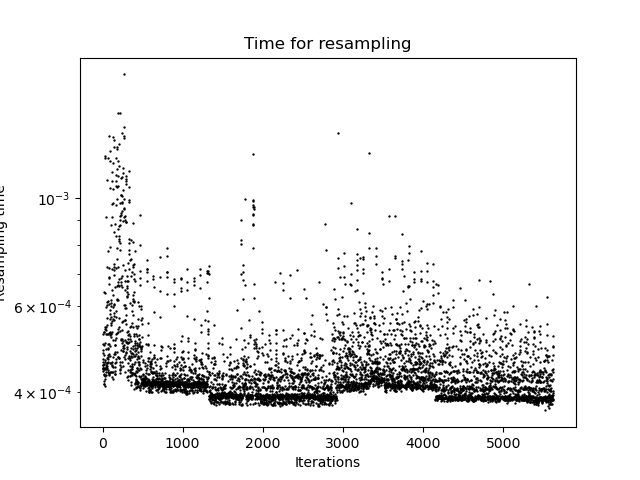 Time for resampling
Resampling time
10⁻³
6 × 10⁻⁴
4 × 10⁻⁴
0 1000 2000 3000 4000 5000
Iterations